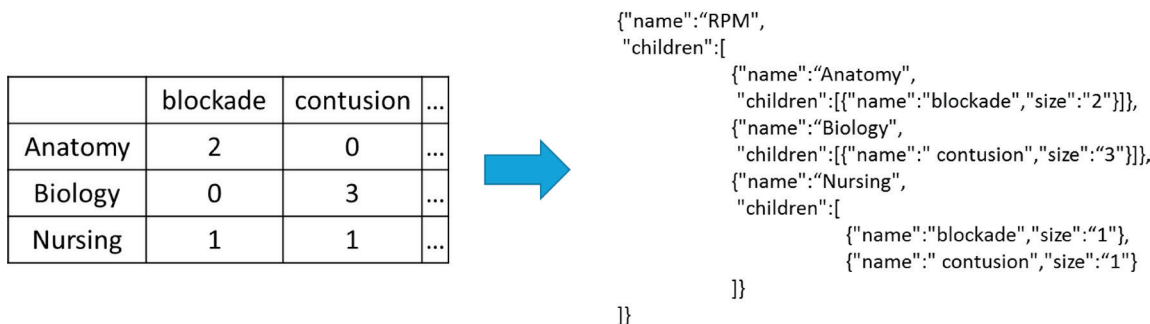 blockade contusion ...
Anatomy 2 0 ...
Biology 0 3 ...
Nursing 1 1 ...
{"name":“RPM",
"children":[
{"name":“Anatomy",
"children":[{"name":"blockade","size":"2"}]},
{"name":“Biology",
"children":[{"name":" contusion","size":“3"}]},
{"name":“Nursing",
"children":[
{"name":"blockade","size":“1"},
{"name":" contusion","size":“1"}
]}
]}